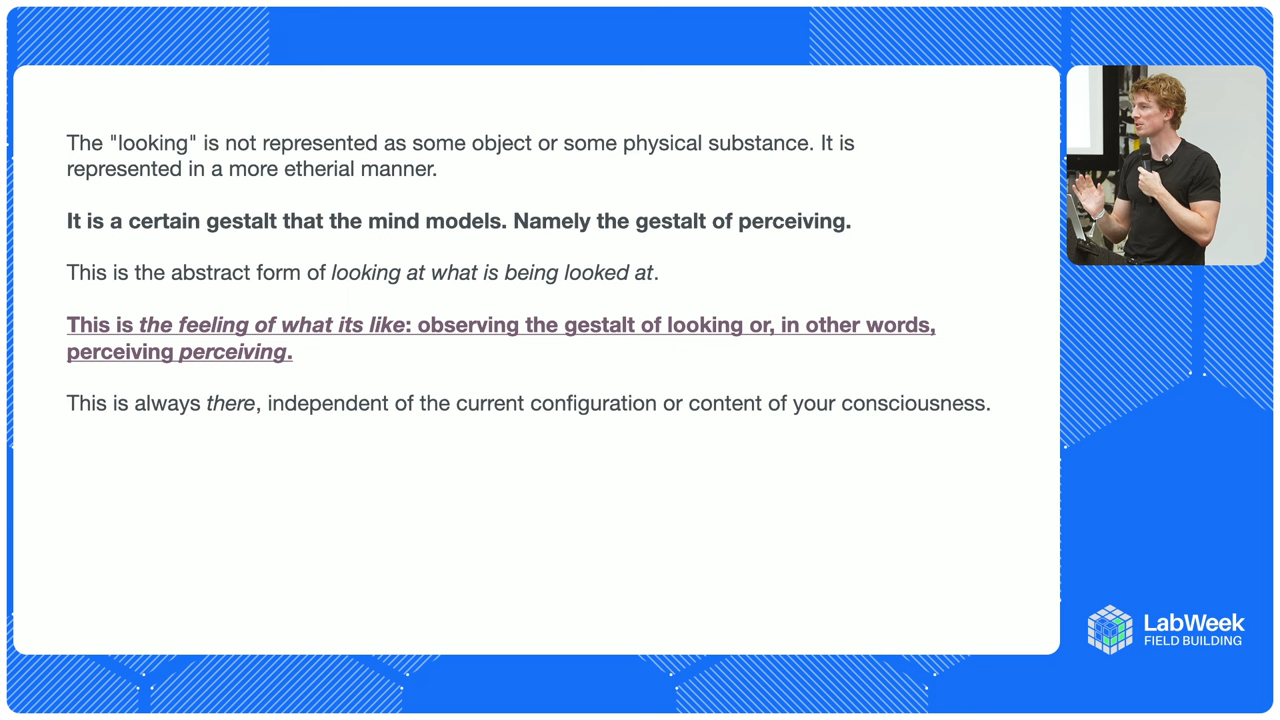 The "looking" is not represented as some object or some physical substance. It is
represented in a more etherial manner.
It is a certain gestalt that the mind models. Namely the gestalt of perceiving.
This is the abstract form of looking at what is being looked at.
This is the feeling of what its like: observing the gestalt of looking or, in other words,
perceiving perceiving.
This is always there, independent of the current configuration or content of your consciousness.
LabWeek
FIELD BUILDING